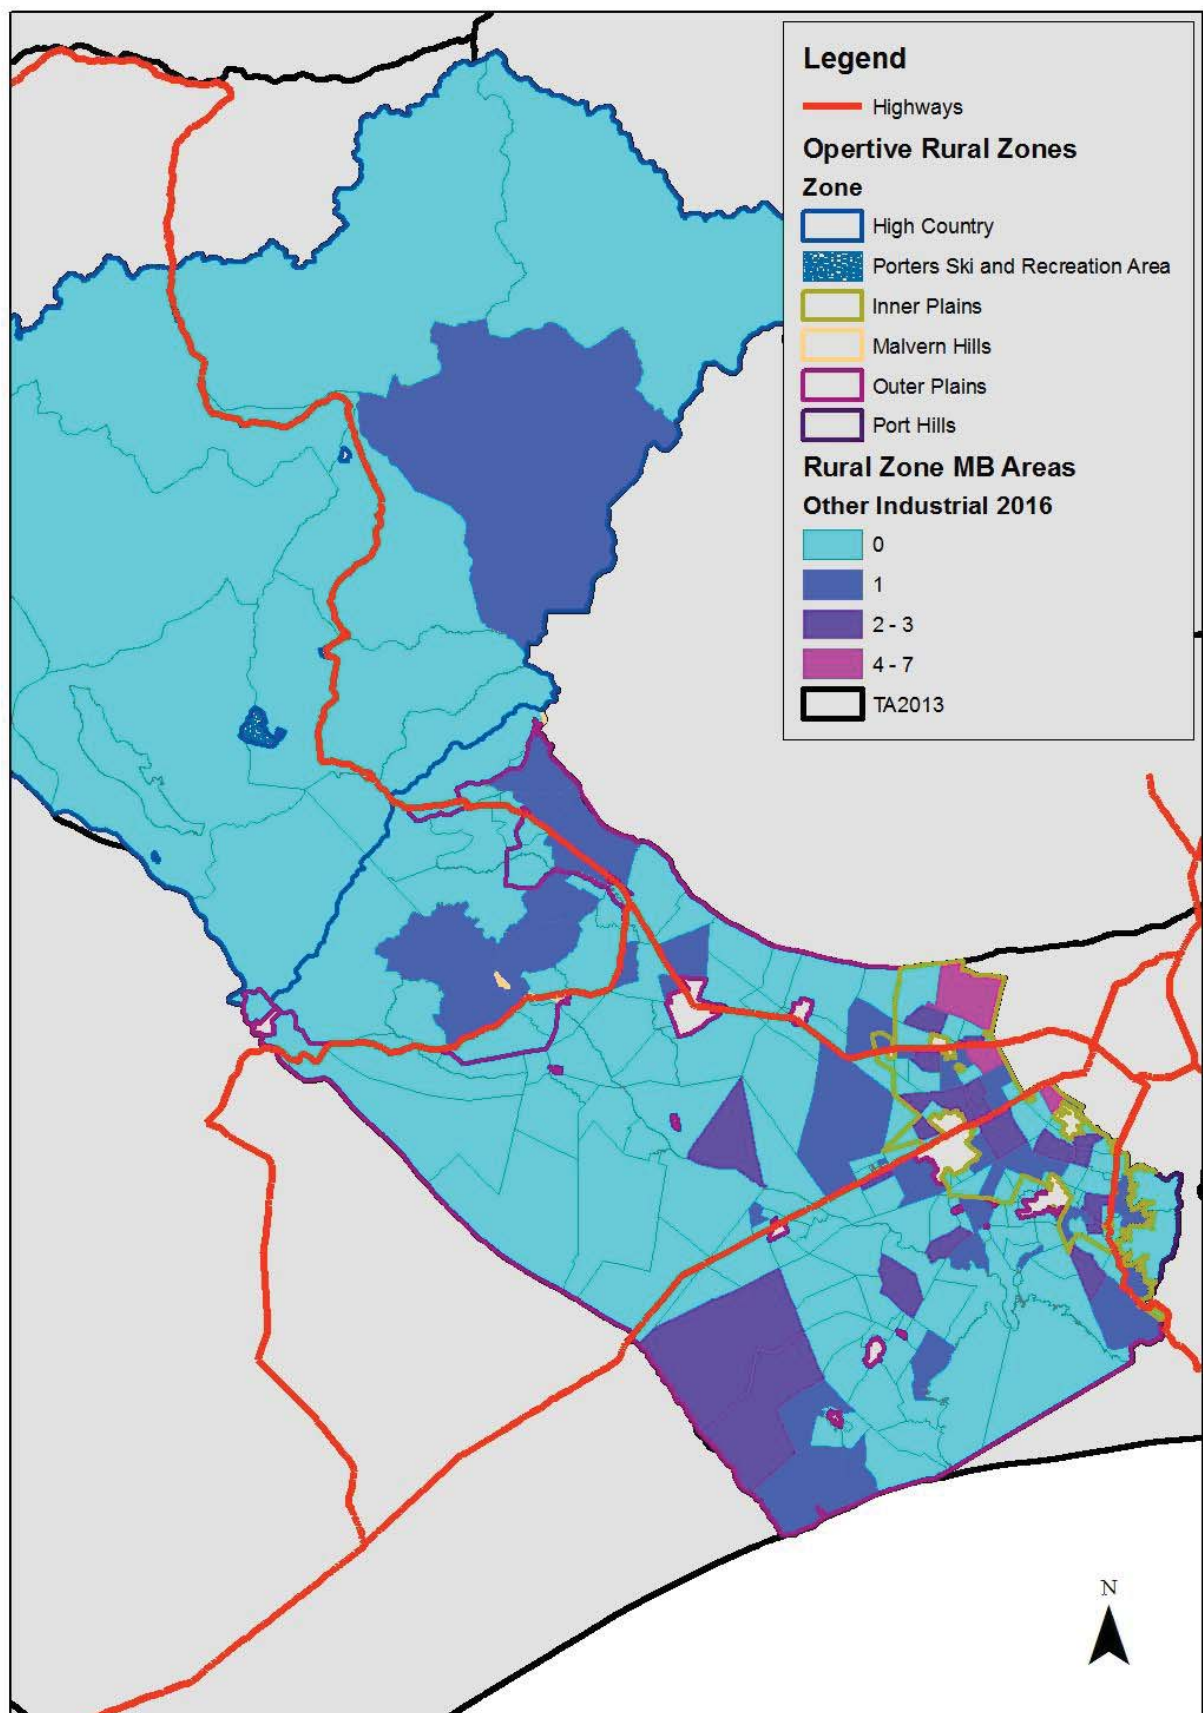 Legend
Highways
Opertive Rural Zones
Zone
High Country
Porters Ski and Recreation Area
Inner Plains
Malvern Hills
Outer Plains
Port Hills
Rural Zone MB Areas
Other Industrial 2016
0
1
2 - 3
4 - 7
TA2013
N